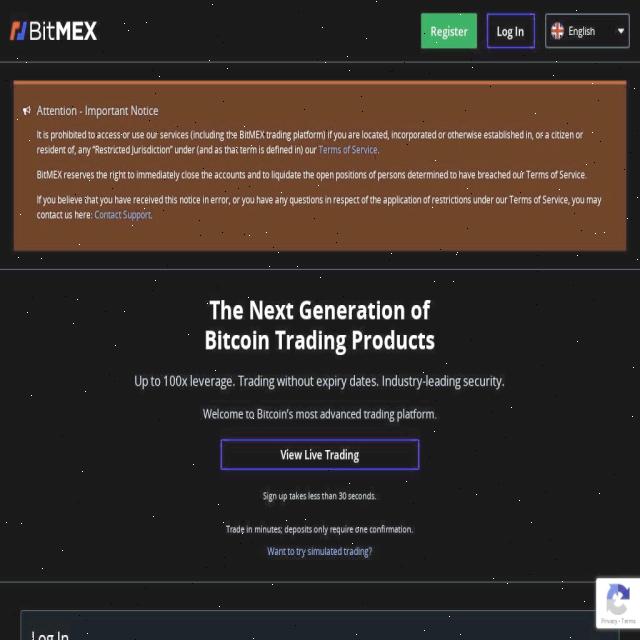 BitMEX
Register
Log In
English
Attention - Important Notice
It is prohibited to access or use our services (including the BitMEX trading platform) if you are located, incorporated or otherwise established in, or a citizen or
resident of, any "Restricted Jurisdiction" under (and as that term is defined in) our Terms of Service.
BitMEX reserves the right to immediately close the accounts and to liquidate the open positions of persons determined to have breached our Terms of Service.
If you believe that you have received this notice in error, or you have any questions in respect of the application of restrictions under our Terms of Service, you may
contact us here: Contact Support.
The Next Generation of
Bitcoin Trading Products
Up to 100x leverage. Trading without expiry dates. Industry-leading security.
Welcome to Bitcoin's most advanced trading platform.
View Live Trading
Sign up takes less than 30 seconds.
Trade in minutes; deposits only require one confirmation.
Want to try simulated trading?
Privacy - Terms
Log In